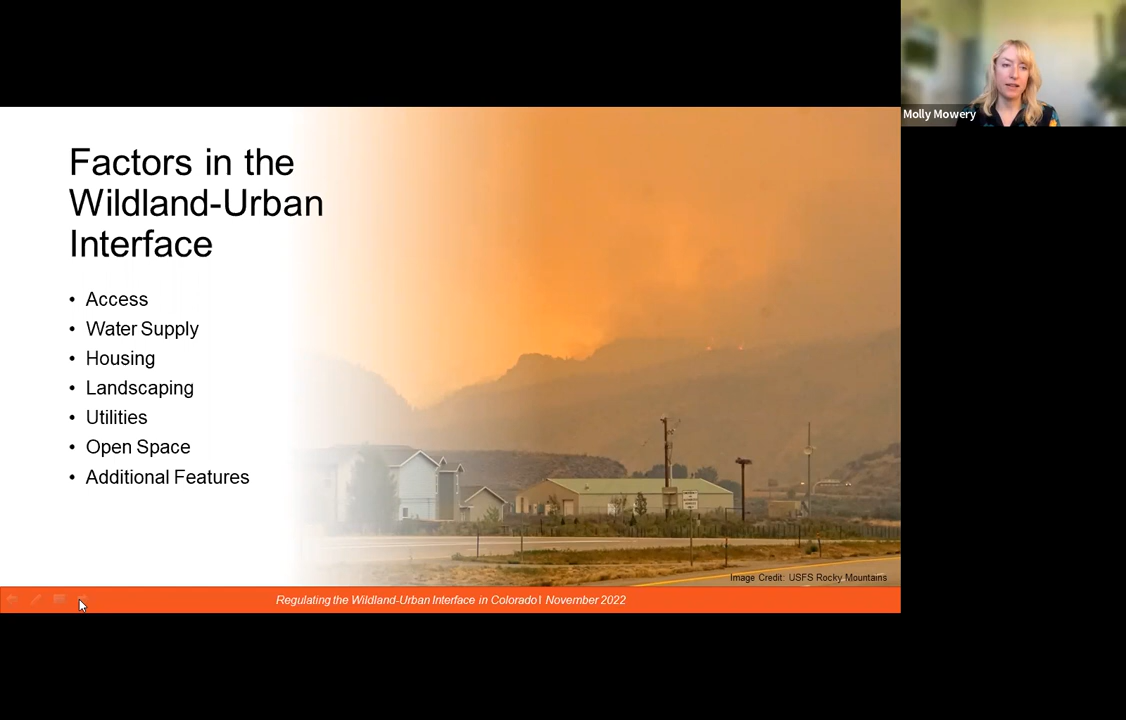 Molly Mowery
Factors in the
Wildland-Urban
Interface
• Access
• Water Supply
• Housing
• Landscaping
• Utilities
• Open Space
• Additional Features
Image Credit: USFS Rocky Mountains
Regulating the Wildland-Urban Interface in Colorado| November 2022